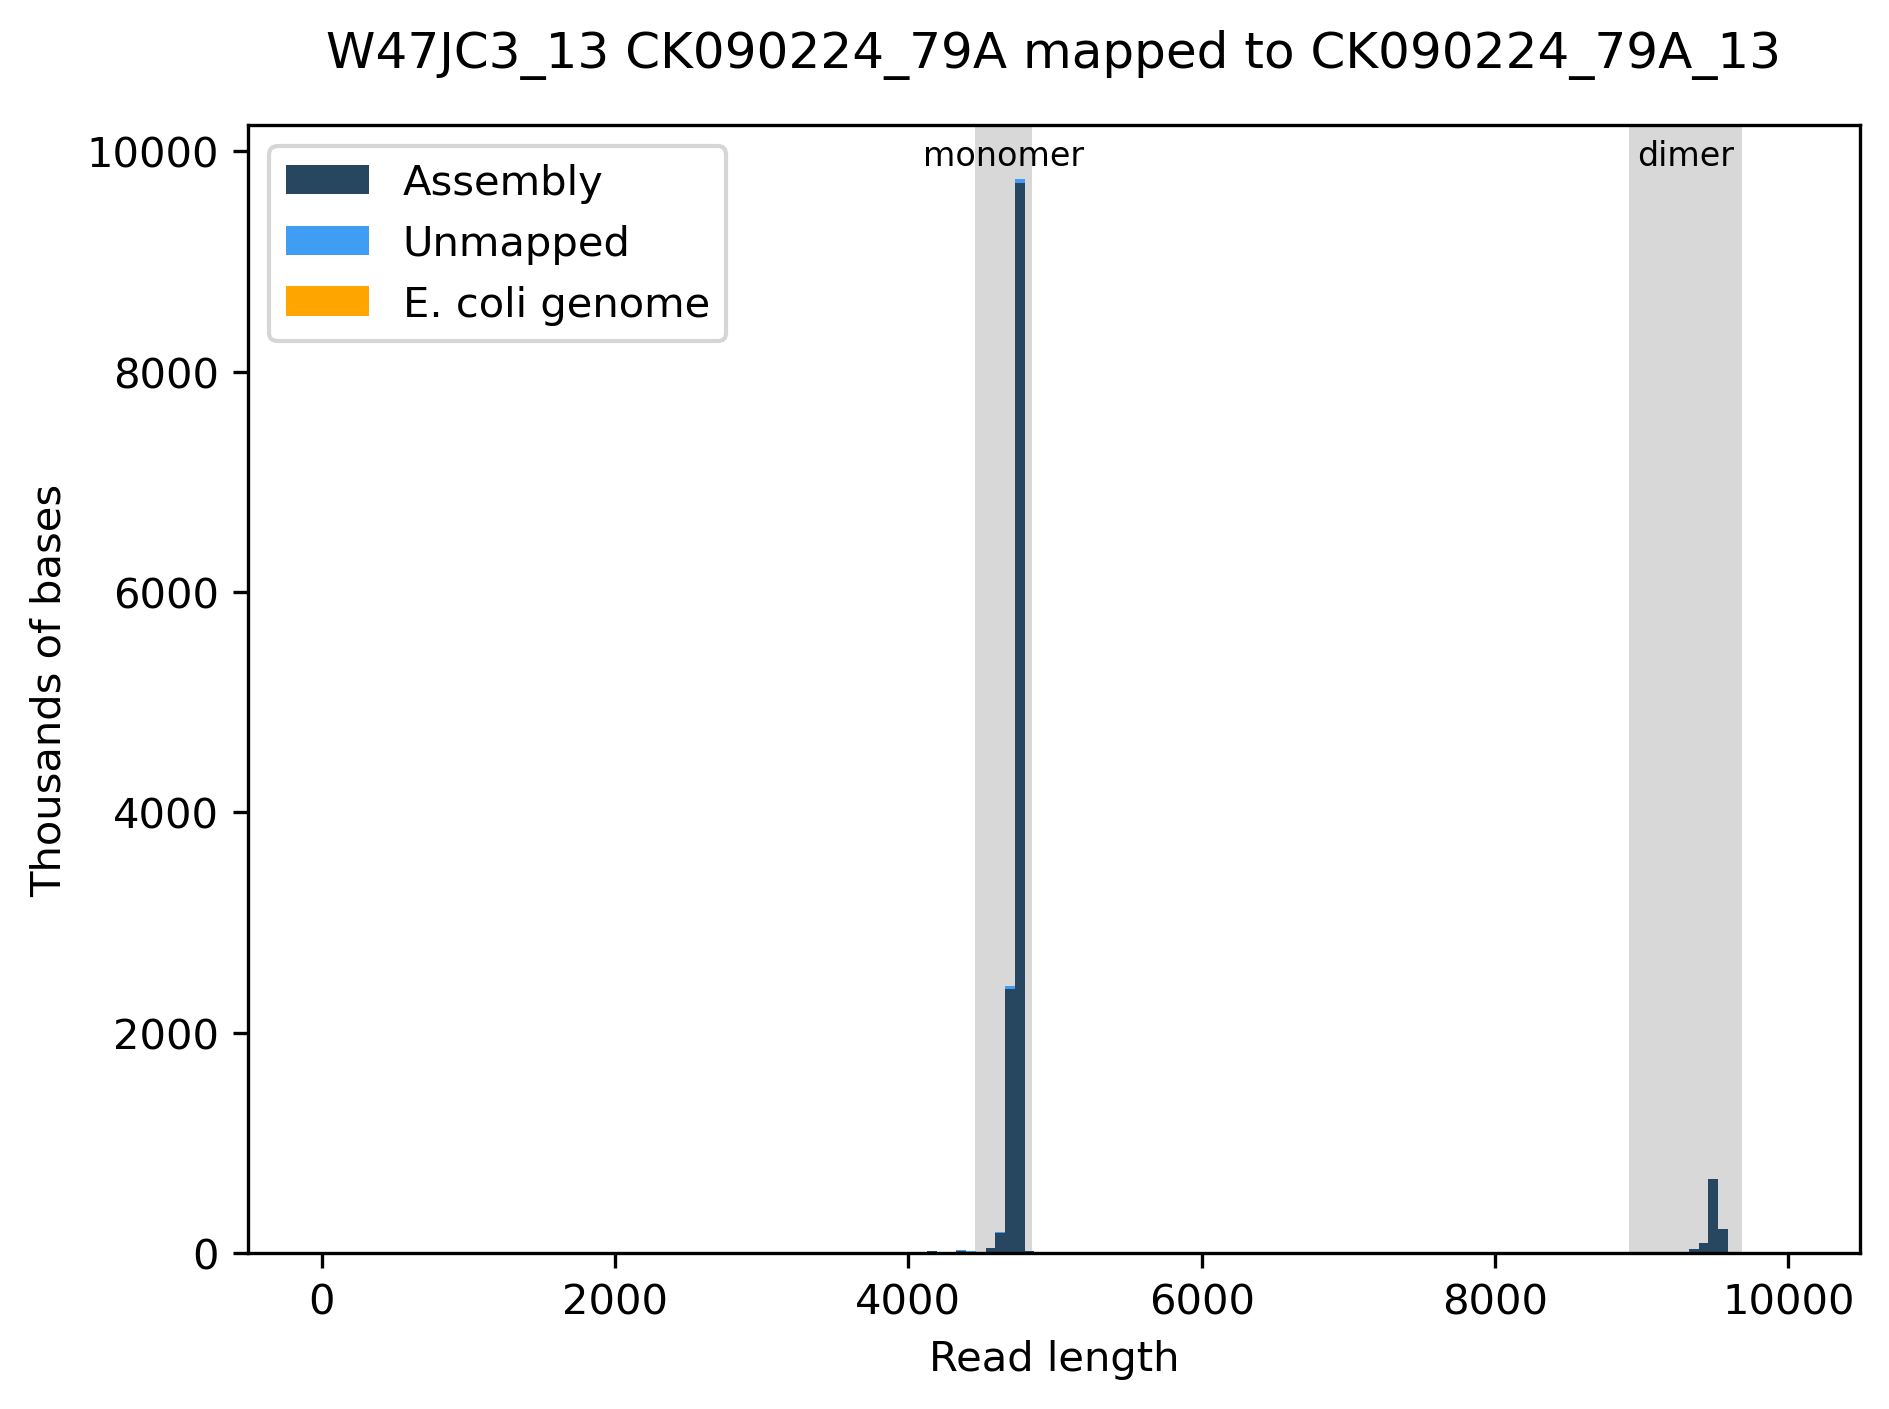 W47JC3_13 CK090224_79A mapped to CK090224_79A_13
Assembly
Unmapped
E. coli genome
monomer
dimer
10000
8000
6000
4000
2000
0
Thousands of bases
0 2000 4000 6000 8000 10000
Read length